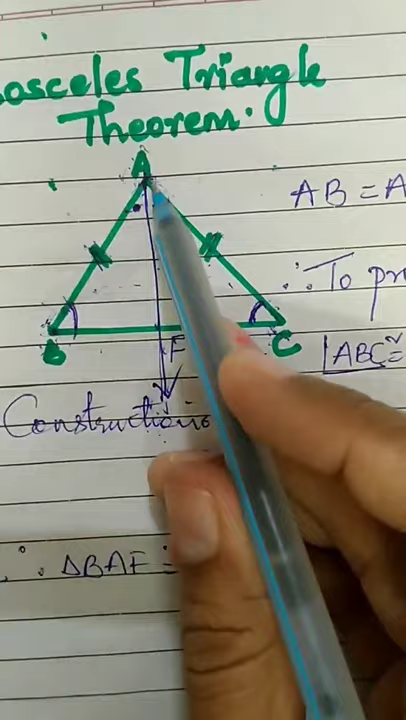 osceles Triangle
Theorem.
A
AB = A
∴ To pr
B
F
C
∠ABC ≅
Construction
∴ ΔBAF ≅